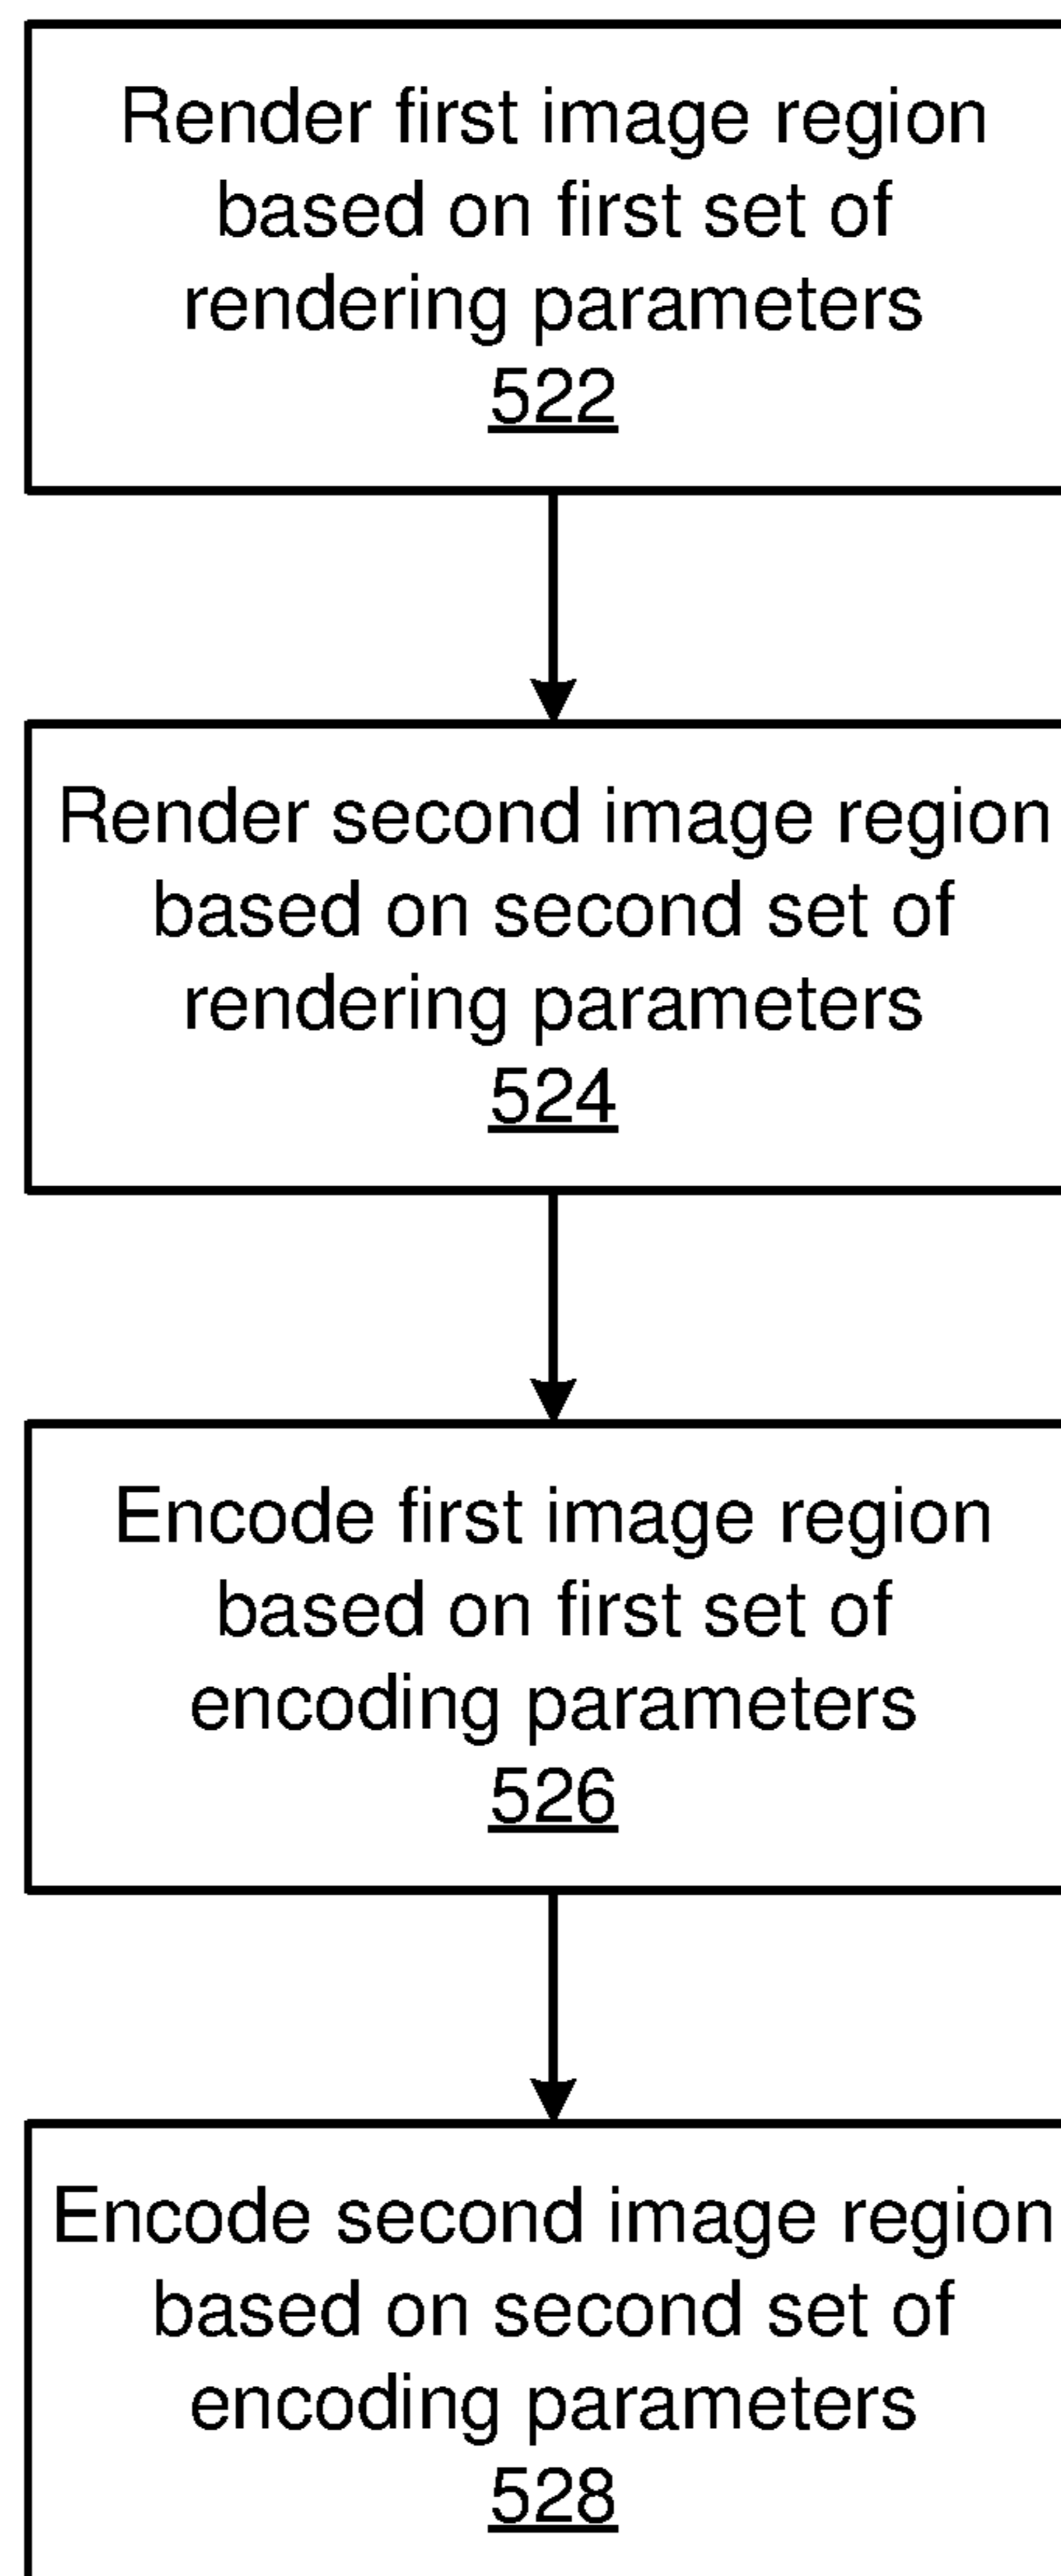 Render first image region
based on first set of
rendering parameters
522
Render second image region
based on second set of
rendering parameters
524
Encode first image region
based on first set of
encoding parameters
526
Encode second image region
based on second set of
encoding parameters
528